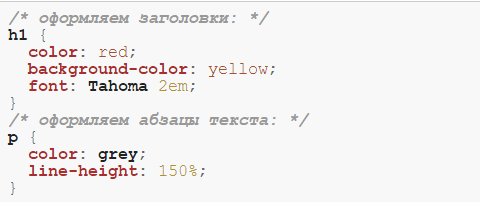 /* оформляем заголовки: */
h1 {
  color: red;
  background-color: yellow;
  font: Tahoma 2em;
}
/* оформляем абзацы текста: */
p {
  color: grey;
  line-height: 150%;
}